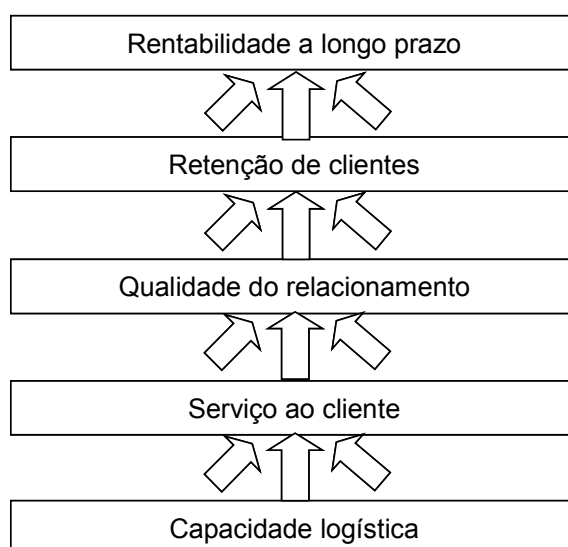 Rentabilidade a longo prazo
Retenção de clientes
Qualidade do relacionamento
Serviço ao cliente
Capacidade logística